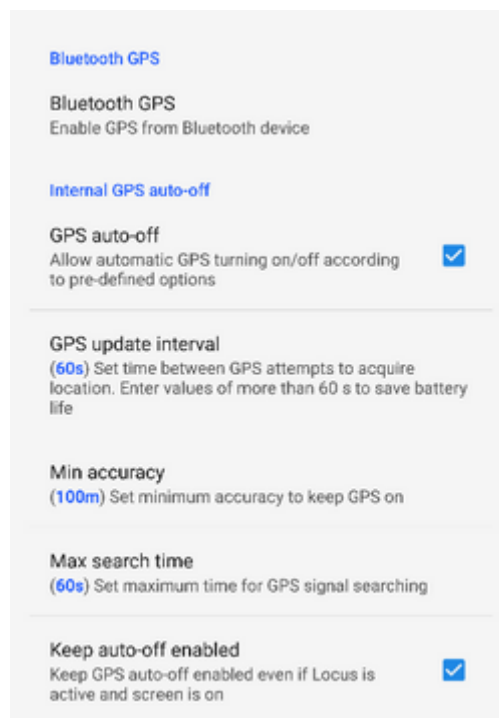 Bluetooth GPS
Bluetooth GPS
Enable GPS from Bluetooth device
Internal GPS auto-off
GPS auto-off
Allow automatic GPS turning on/off according
to pre-defined options
GPS update interval
(60s) Set time between GPS attempts to acquire
location. Enter values of more than 60 s to save battery
life
Min accuracy
(100m) Set minimum accuracy to keep GPS on
Max search time
(60s) Set maximum time for GPS signal searching
Keep auto-off enabled
Keep GPS auto-off enabled even if Locus is
active and screen is on